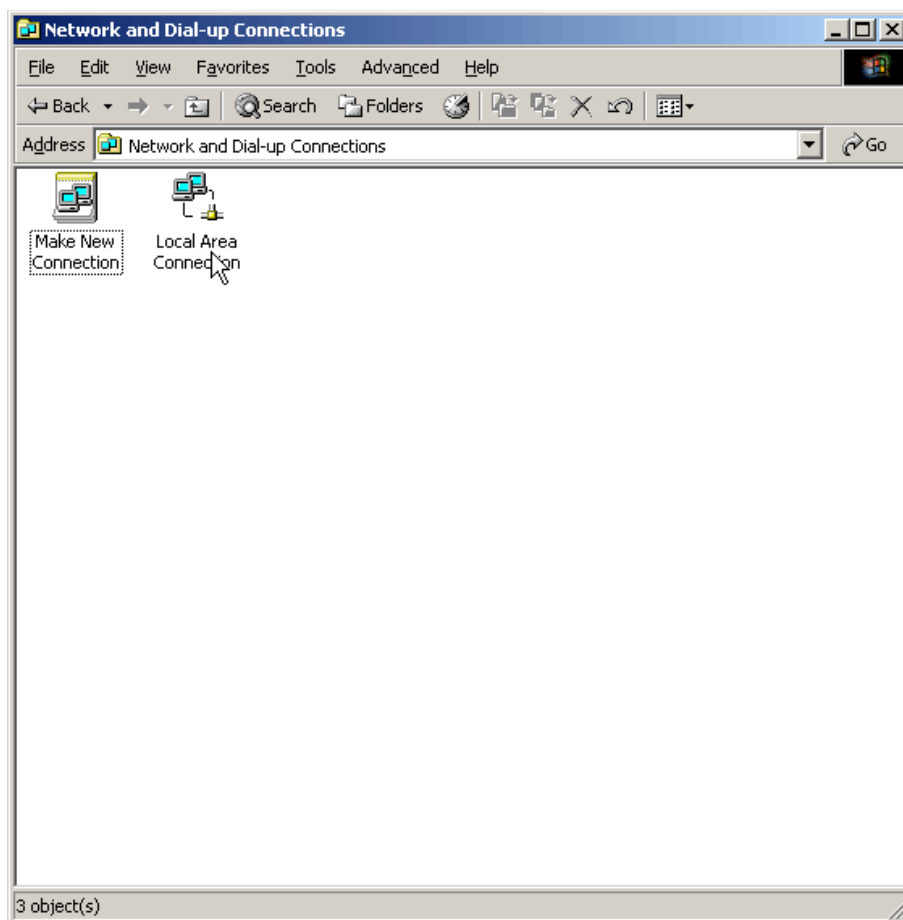 Network and Dial-up Connections
File Edit View Favorites Tools Advanced Help
Back Search Folders
Address Network and Dial-up Connections Go
Make New Local Area
Connection Connection
3 object(s)